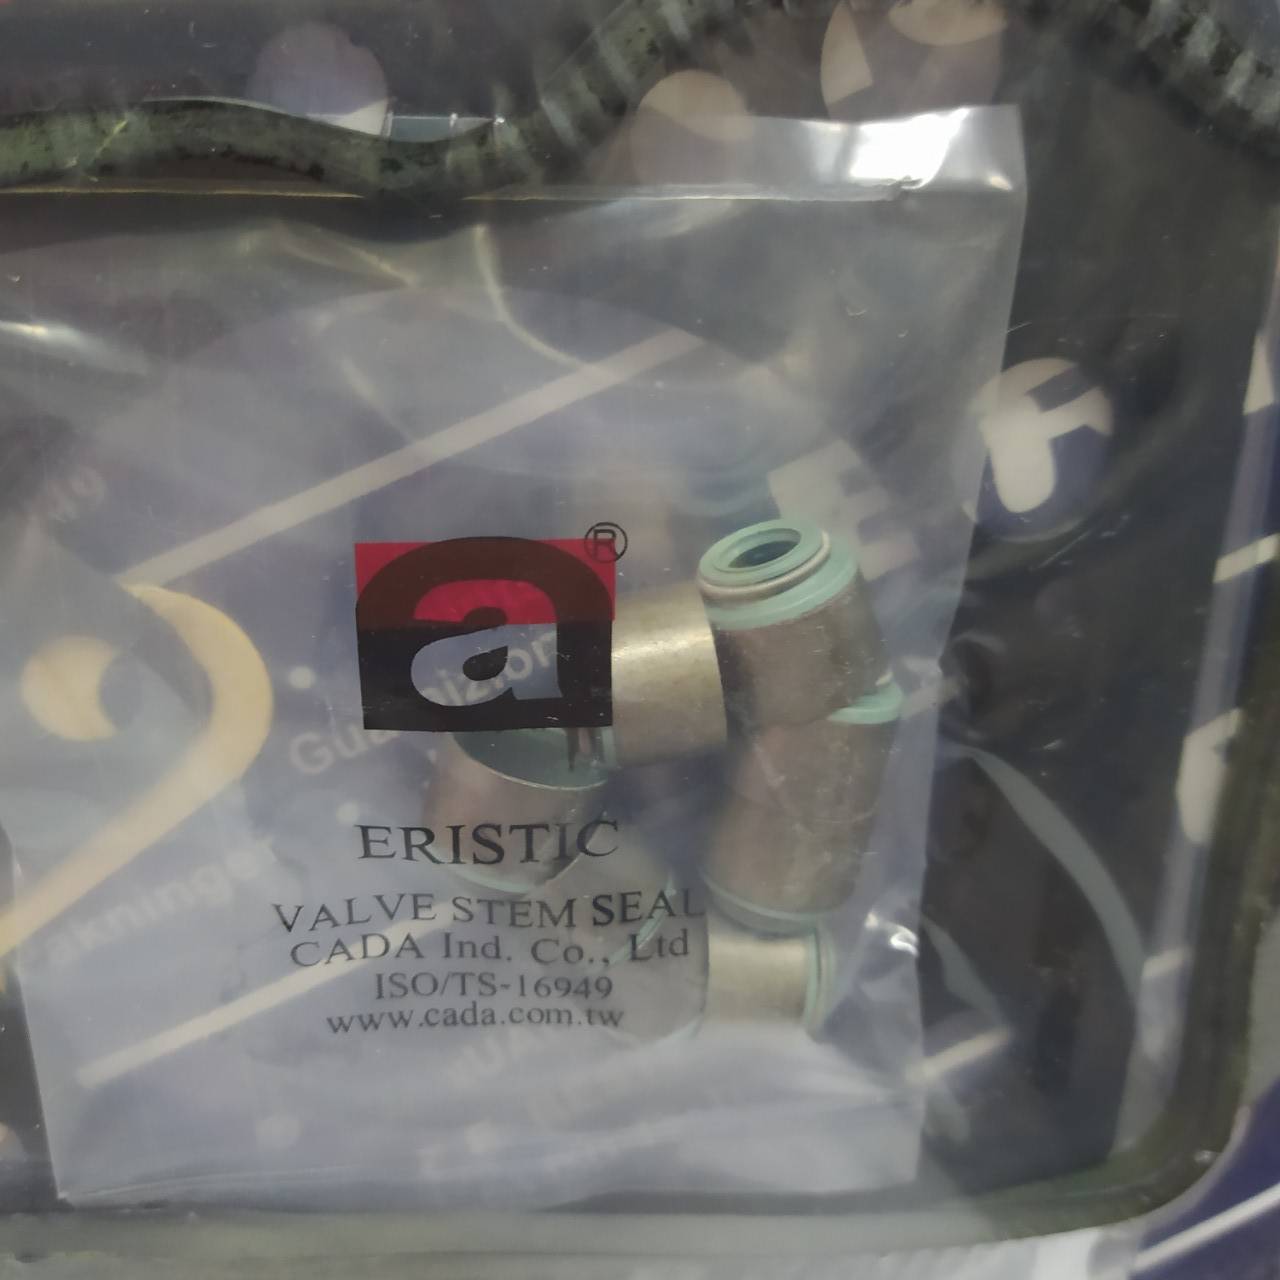 a®
ERISTIC
VALVE STEM SEAL
CADA Ind. Co., Ltd
ISO/TS-16949
www.cada.com.tw